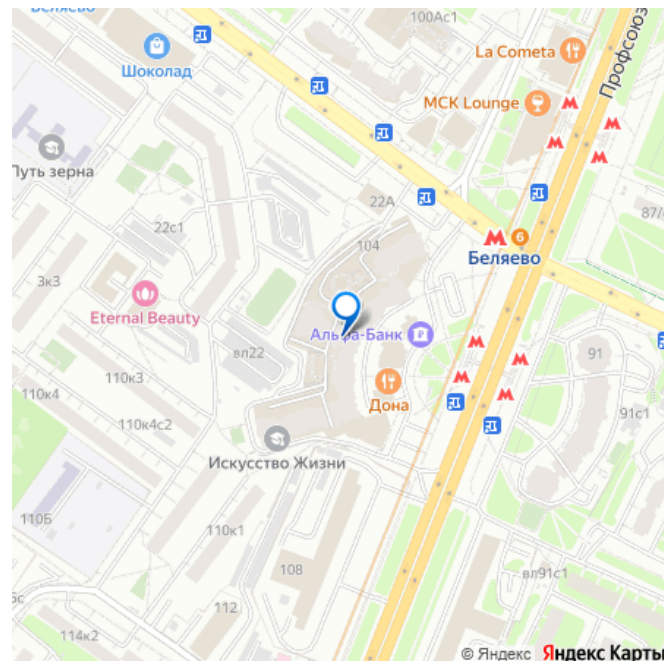 Беляево
100Ас1
La Cometa
Шоколад
Профсоюз
MCK Lounge
М
М
М
М
Путь зерна
22А
22с1
104
87/
М 6
Беляево
3к3
Eternal Beauty
Альфа-Банк
М
91
вл22
М
110к3
М
110к4
Дона
М
91с1
110к4с2
Искусство Жизни
110Б
110к1
вл91с1
108
112
114к2
© Яндекс Яндекс Карты